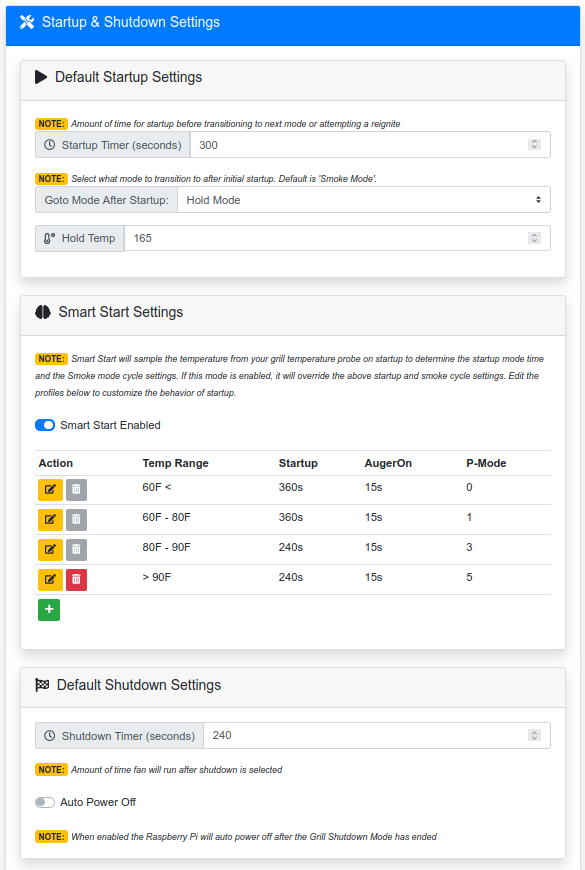 Startup & Shutdown Settings
Default Startup Settings
NOTE: Amount of time for startup before transitioning to next mode or attempting a reignite
Startup Timer (seconds) 300
NOTE: Select what mode to transition to after initial startup. Default is 'Smoke Mode'.
Goto Mode After Startup: Hold Mode
Hold Temp 165
Smart Start Settings
NOTE: Smart Start will sample the temperature from your grill temperature probe on startup to determine the startup mode time
and the Smoke mode cycle settings. If this mode is enabled, it will override the above startup and smoke cycle settings. Edit the
profiles below to customize the behavior of startup.
Smart Start Enabled
Action Temp Range Startup AugerOn P-Mode
60F < 360s 15s 0
60F - 80F 360s 15s 1
80F - 90F 240s 15s 3
> 90F 240s 15s 5
+
Default Shutdown Settings
Shutdown Timer (seconds) 240
NOTE: Amount of time fan will run after shutdown is selected
Auto Power Off
NOTE: When enabled the Raspberry Pi will auto power off after the Grill Shutdown Mode has ended